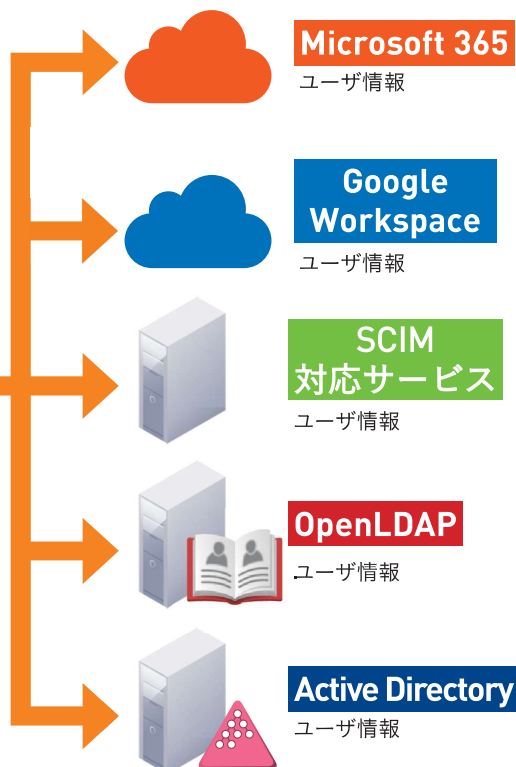 Microsoft 365
ユーザ情報
Google
Workspace
ユーザ情報
SCIM
対応サービス
ユーザ情報
OpenLDAP
ユーザ情報
Active Directory
ユーザ情報